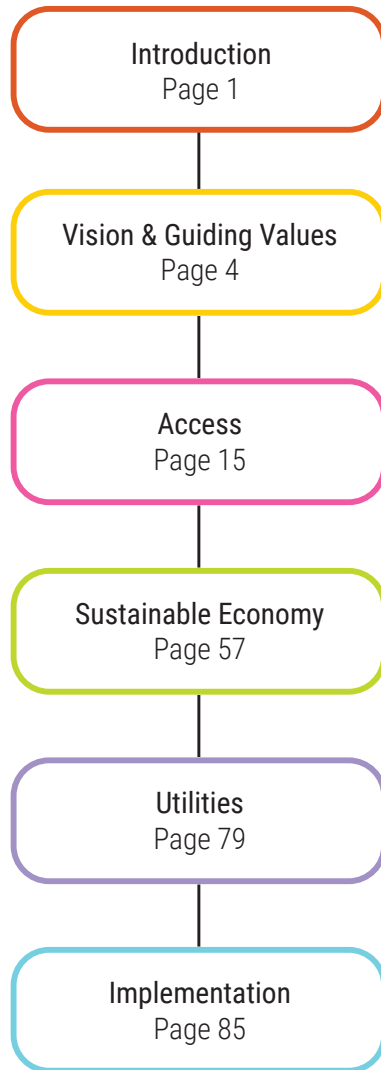 Introduction
Page 1
Vision & Guiding Values
Page 4
Access
Page 15
Sustainable Economy
Page 57
Utilities
Page 79
Implementation
Page 85